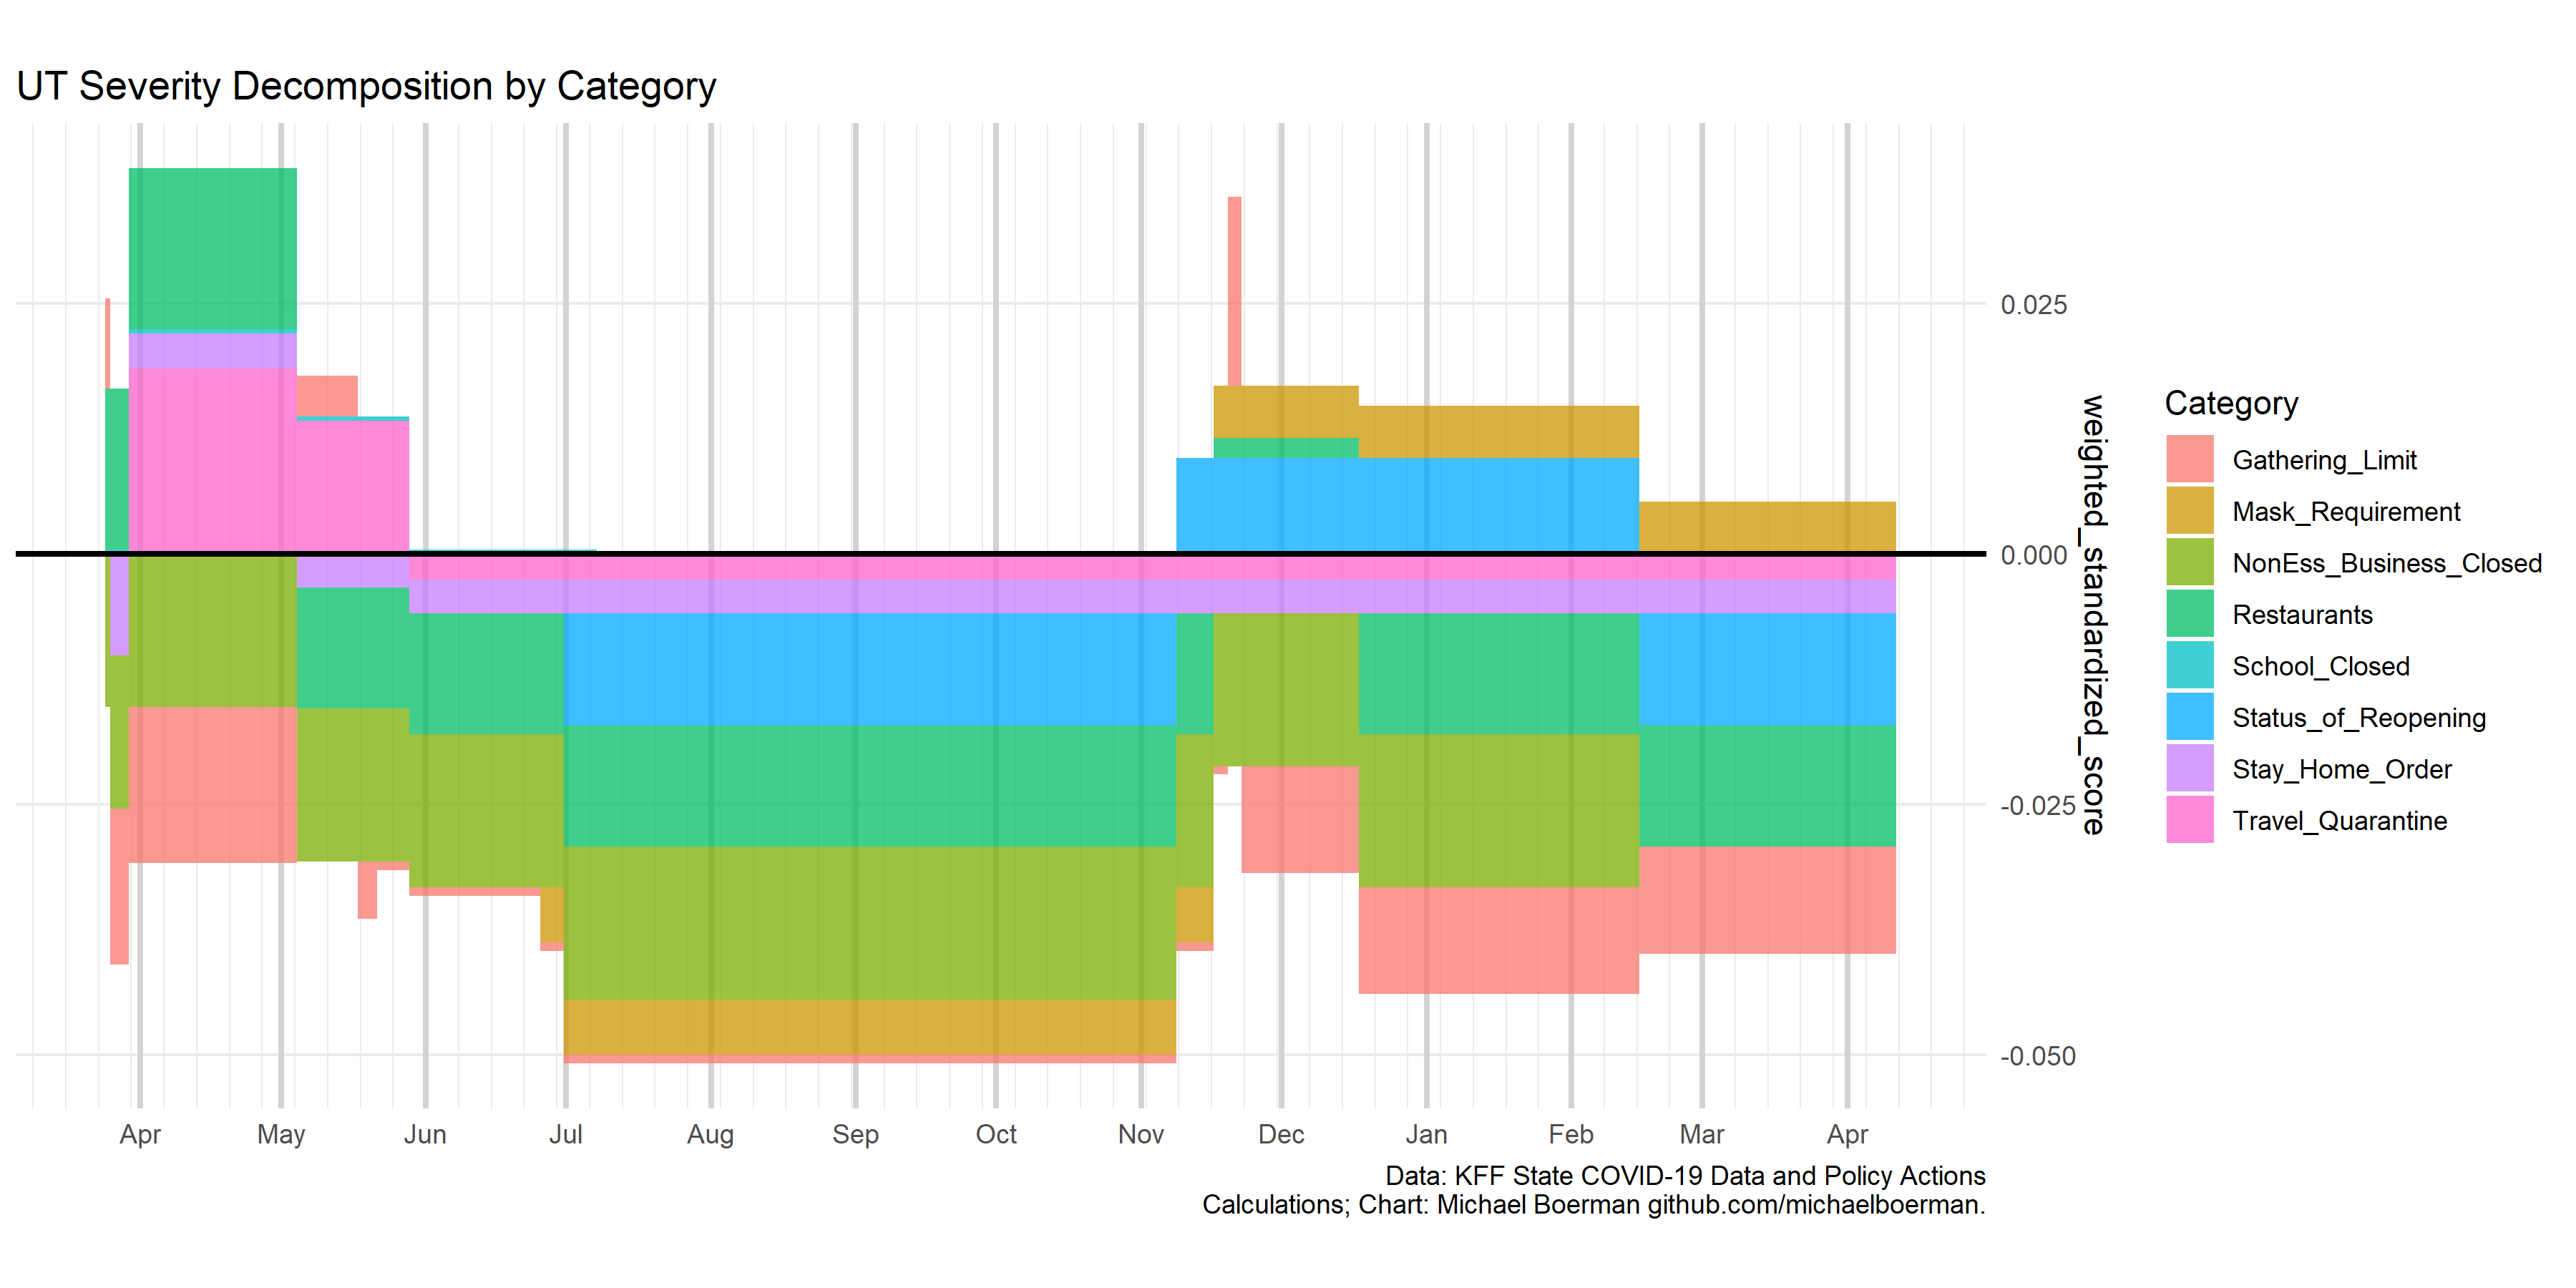 UT Severity Decomposition by Category
0.025
0.000
-0.025
-0.050
weighted_standardized_score
Category
Gathering_Limit
Mask_Requirement
NonEss_Business_Closed
Restaurants
School_Closed
Status_of_Reopening
Stay_Home_Order
Travel_Quarantine
Apr May Jun Jul Aug Sep Oct Nov Dec Jan Feb Mar Apr
Data: KFF State COVID-19 Data and Policy Actions
Calculations; Chart: Michael Boerman github.com/michaelboerman.